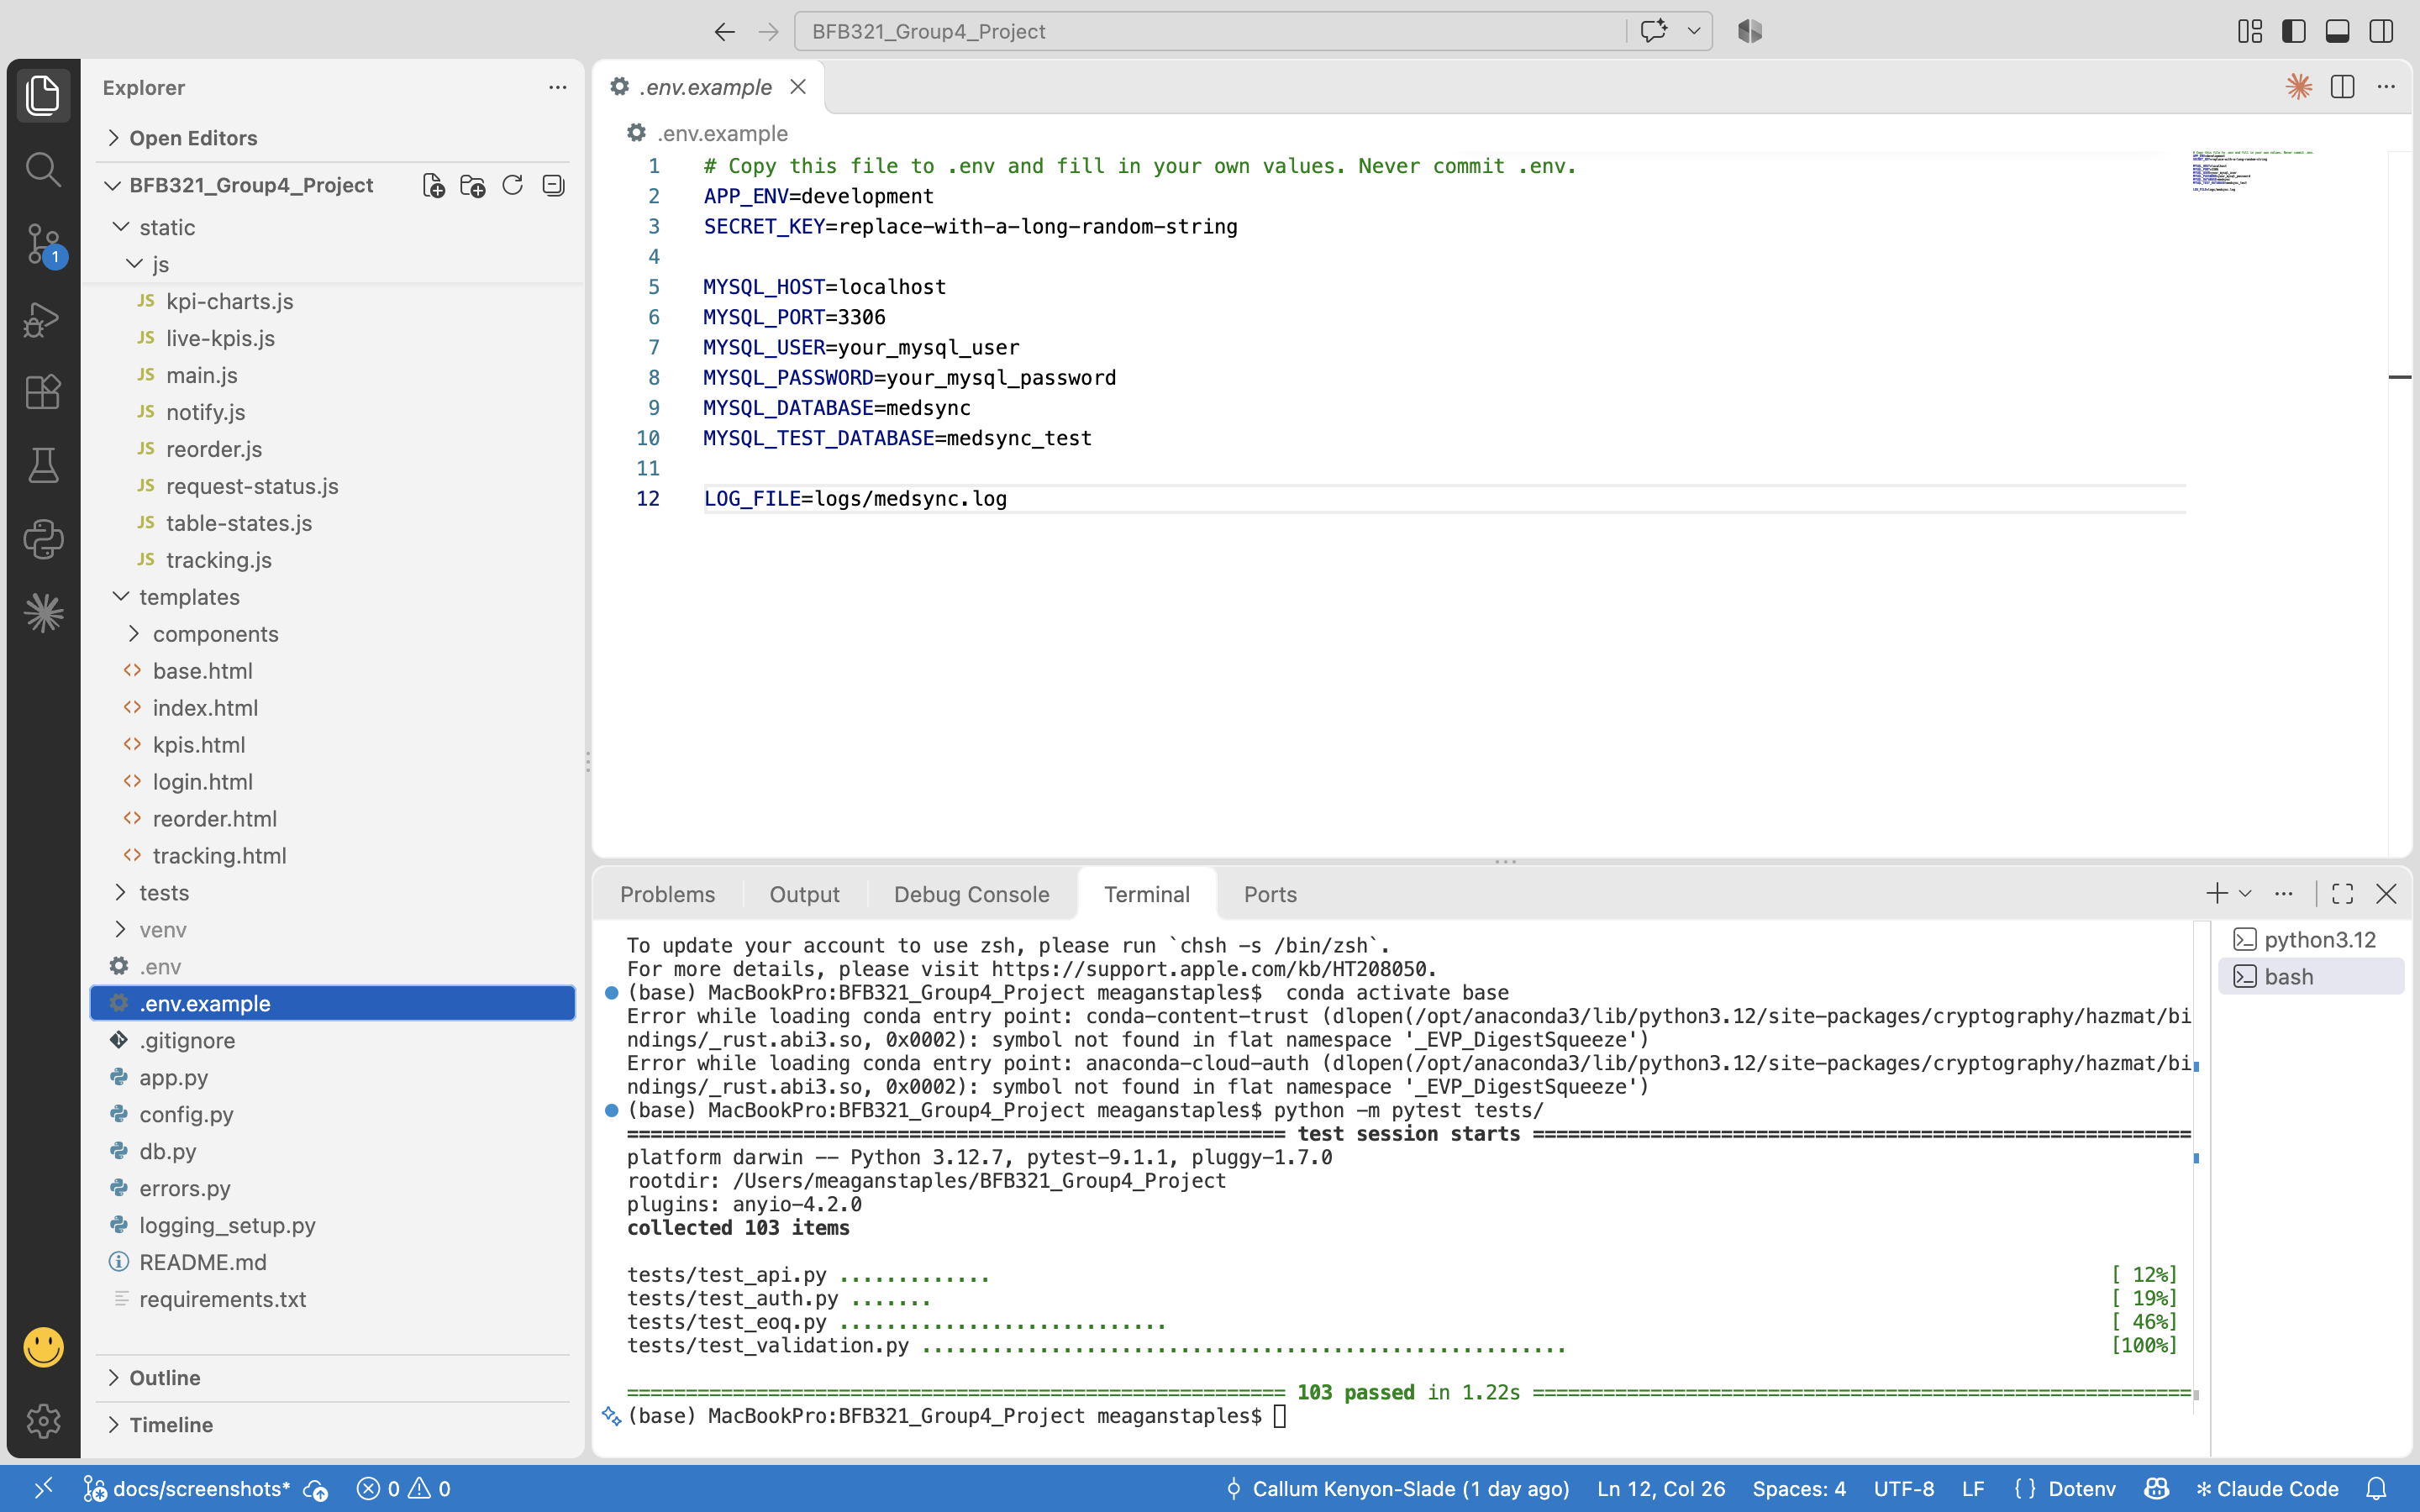 BFB321_Group4_Project
Explorer
Open Editors
BFB321_Group4_Project
static
js
JS kpi-charts.js
JS live-kpis.js
JS main.js
JS notify.js
JS reorder.js
JS request-status.js
JS table-states.js
JS tracking.js
templates
components
base.html
index.html
kpis.html
login.html
reorder.html
tracking.html
tests
venv
.env
.env.example
.gitignore
app.py
config.py
db.py
errors.py
logging_setup.py
README.md
requirements.txt
Outline
Timeline
1
.env.example
.env.example
1 # Copy this file to .env and fill in your own values. Never commit .env.
2 APP_ENV=development
3 SECRET_KEY=replace-with-a-long-random-string
4
5 MYSQL_HOST=localhost
6 MYSQL_PORT=3306
7 MYSQL_USER=your_mysql_user
8 MYSQL_PASSWORD=your_mysql_password
9 MYSQL_DATABASE=medsync
10 MYSQL_TEST_DATABASE=medsync_test
11
12 LOG_FILE=logs/medsync.log
Problems Output Debug Console Terminal Ports
To update your account to use zsh, please run `chsh -s /bin/zsh`.
For more details, please visit https://support.apple.com/kb/HT208050.
(base) MacBookPro:BFB321_Group4_Project meaganstaples$  conda activate base
Error while loading conda entry point: conda-content-trust (dlopen(/opt/anaconda3/lib/python3.12/site-packages/cryptography/hazmat/bi
ndings/_rust.abi3.so, 0x0002): symbol not found in flat namespace '_EVP_DigestSqueeze')
Error while loading conda entry point: anaconda-cloud-auth (dlopen(/opt/anaconda3/lib/python3.12/site-packages/cryptography/hazmat/bi
ndings/_rust.abi3.so, 0x0002): symbol not found in flat namespace '_EVP_DigestSqueeze')
(base) MacBookPro:BFB321_Group4_Project meaganstaples$ python -m pytest tests/
======================================================== test session starts ========================================================
platform darwin -- Python 3.12.7, pytest-9.1.1, pluggy-1.7.0
rootdir: /Users/meaganstaples/BFB321_Group4_Project
plugins: anyio-4.2.0
collected 103 items
tests/test_api.py ............. [ 12%]
tests/test_auth.py ....... [ 19%]
tests/test_eoq.py ............................ [ 46%]
tests/test_validation.py ....................................................... [100%]
======================================================== 103 passed in 1.22s ========================================================
(base) MacBookPro:BFB321_Group4_Project meaganstaples$
python3.12
bash
docs/screenshots* 0 0 Callum Kenyon-Slade (1 day ago) Ln 12, Col 26 Spaces: 4 UTF-8 LF { } Dotenv Claude Code